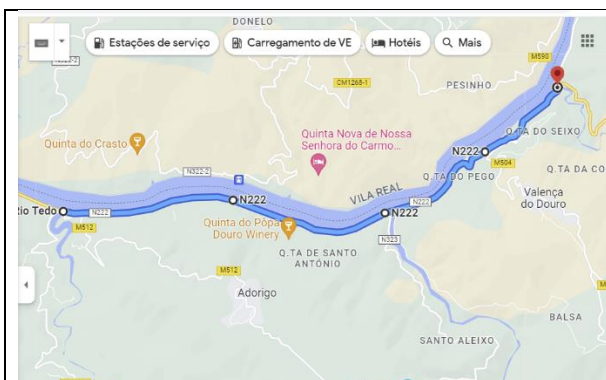 DONELO
Estações de serviço
Carregamento de VE
Hotéis
Mais
M590
CM1268-1
PESINHO
Quinta do Crasto
Quinta Nova de Nossa
Senhora do Carmo...
Q.TA DO SEIXO
N222
M504
N322-2
Q.TA DO PEGO
Q.TA DA CO
VILA REAL
Valença
do Douro
N222
io Tedo
N222
N222
N222
M512
Quinta do Pôpa
Douro Winery
N323
Q.TA DE SANTO
ANTÓNIO
M512
Adorigo
BALSA
SANTO ALEIXO